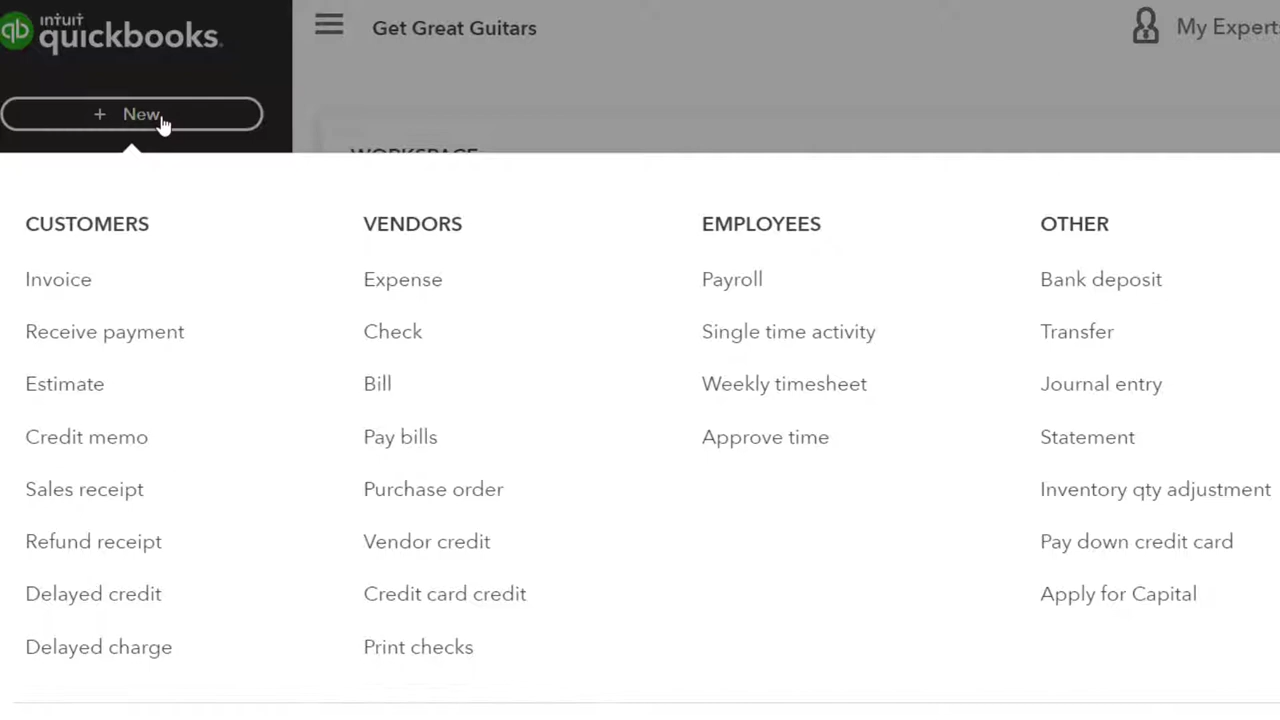 intuit
qb quickbooks.
Get Great Guitars
My Expert
+ New
WORKSPACE
CUSTOMERS
Invoice
Receive payment
Estimate
Credit memo
Sales receipt
Refund receipt
Delayed credit
Delayed charge
VENDORS
Expense
Check
Bill
Pay bills
Purchase order
Vendor credit
Credit card credit
Print checks
EMPLOYEES
Payroll
Single time activity
Weekly timesheet
Approve time
OTHER
Bank deposit
Transfer
Journal entry
Statement
Inventory qty adjustment
Pay down credit card
Apply for Capital